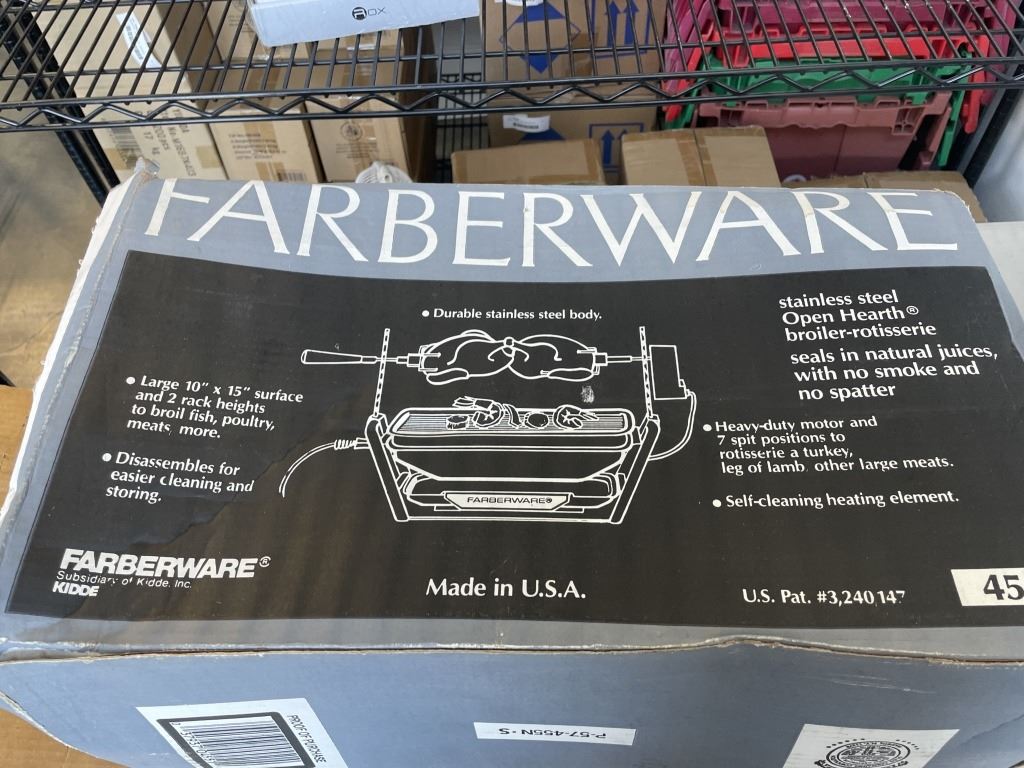 FOX
FARBERWARE
• Durable stainless steel body.
stainless steel
Open Hearth®
broiler-rotisserie
seals in natural juices,
with no smoke and
no spatter
• Large 10" x 15" surface
and 2 rack heights
to broil fish, poultry,
meats, more.
• Disassembles for
easier cleaning and
storing.
• Heavy-duty motor and
7 spit positions to
rotisserie a turkey,
leg of lamb, other large meats.
• Self-cleaning heating element.
FARBERWARE®
FARBERWARE®
Subsidiary of Kidde, Inc.
KIDDE
Made in U.S.A.
U.S. Pat. #3,240 147
45
PROOF OF PURCHASE
P-57-455N-S